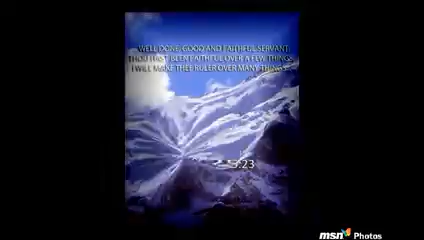 WELL DONE, GOOD AND FAITHFUL SERVANT;
THOU HAST BEEN FAITHFUL OVER A FEW THINGS,
I WILL MAKE THEE RULER OVER MANY THINGS
:23
msn Photos